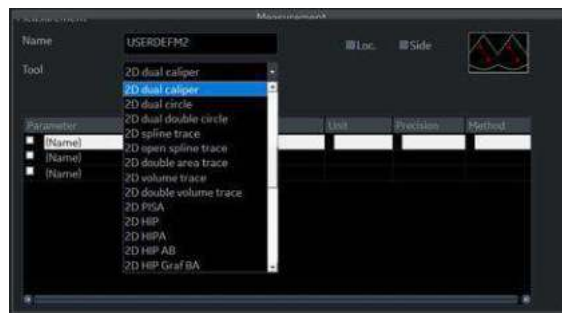 Measurement
Name USERDEFM2 Loc. Side
Tool 2D dual caliper
2D dual caliper
2D dual circle
2D dual double circle
Parameter Unit Precision Method
2D spline trace
(Name) 2D open spline trace
(Name) 2D double area trace
(Name) 2D volume trace
2D double volume trace
2D PISA
2D HIP
2D HIPA
2D HIP AB
2D HIP Graf BA